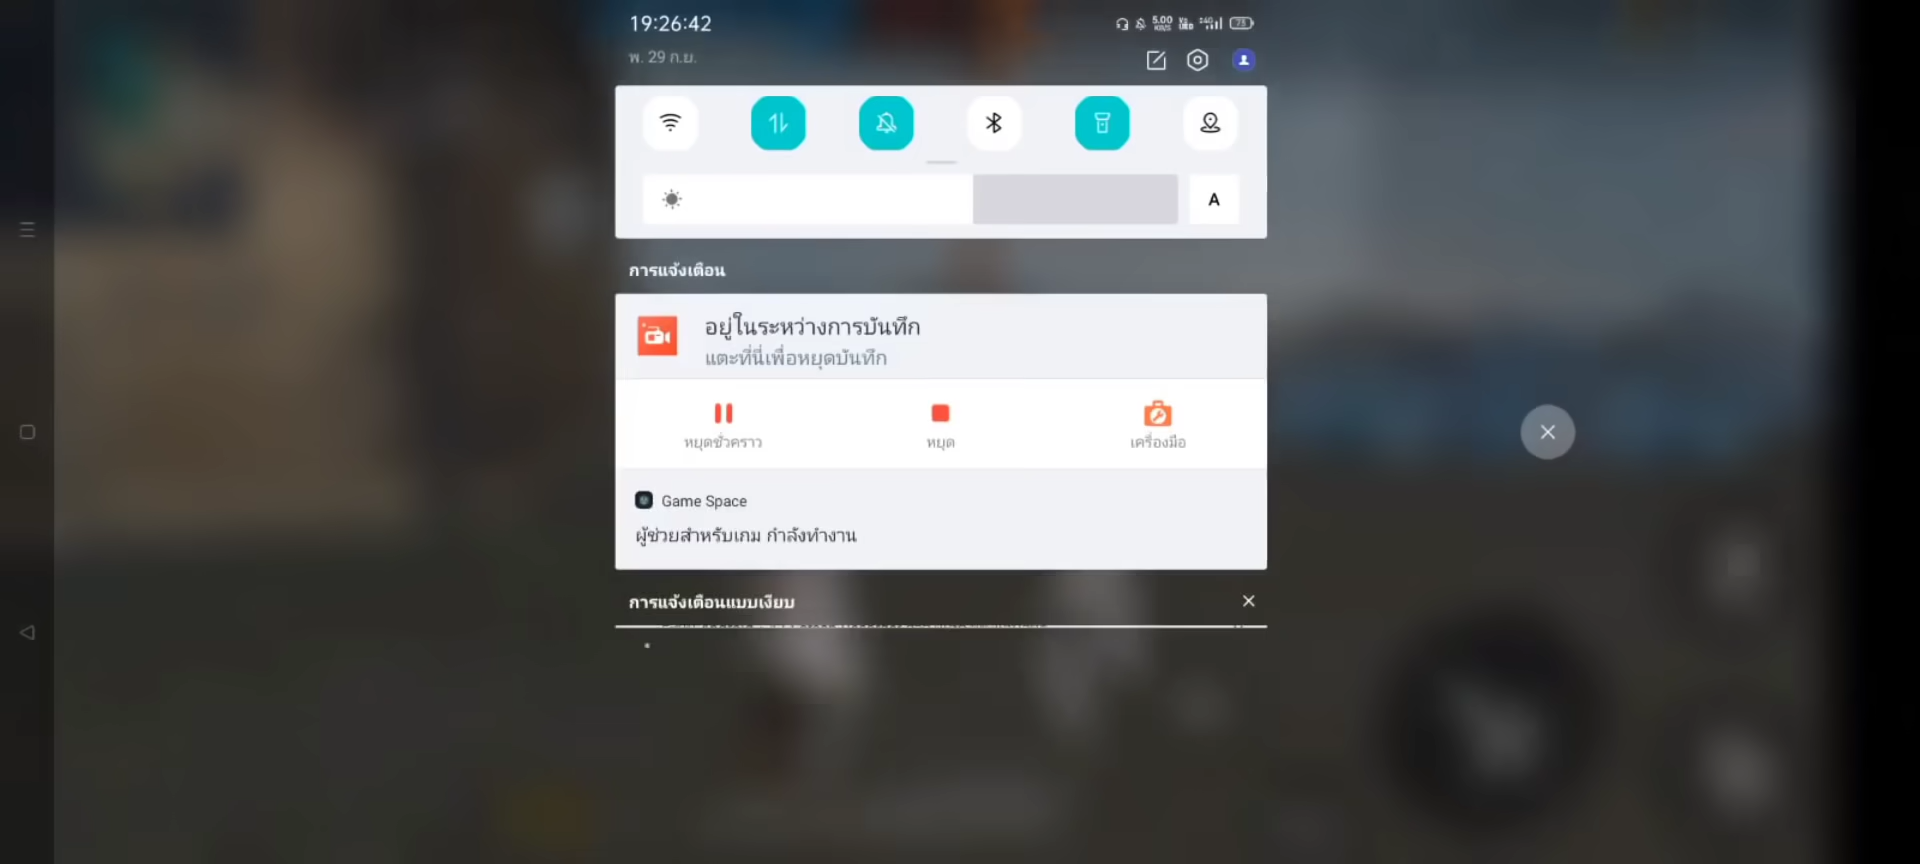 19:26:42
5.00
KB/S
4G
75
พ. 29 ก.ย.
A
การแจ้งเตือน
อยู่ในระหว่างการบันทึก
แตะที่นี่เพื่อหยุดบันทึก
หยุดชั่วคราว
หยุด
เครื่องมือ
Game Space
ผู้ช่วยสำหรับเกม กำลังทำงาน
การแจ้งเตือนแบบเงียบ